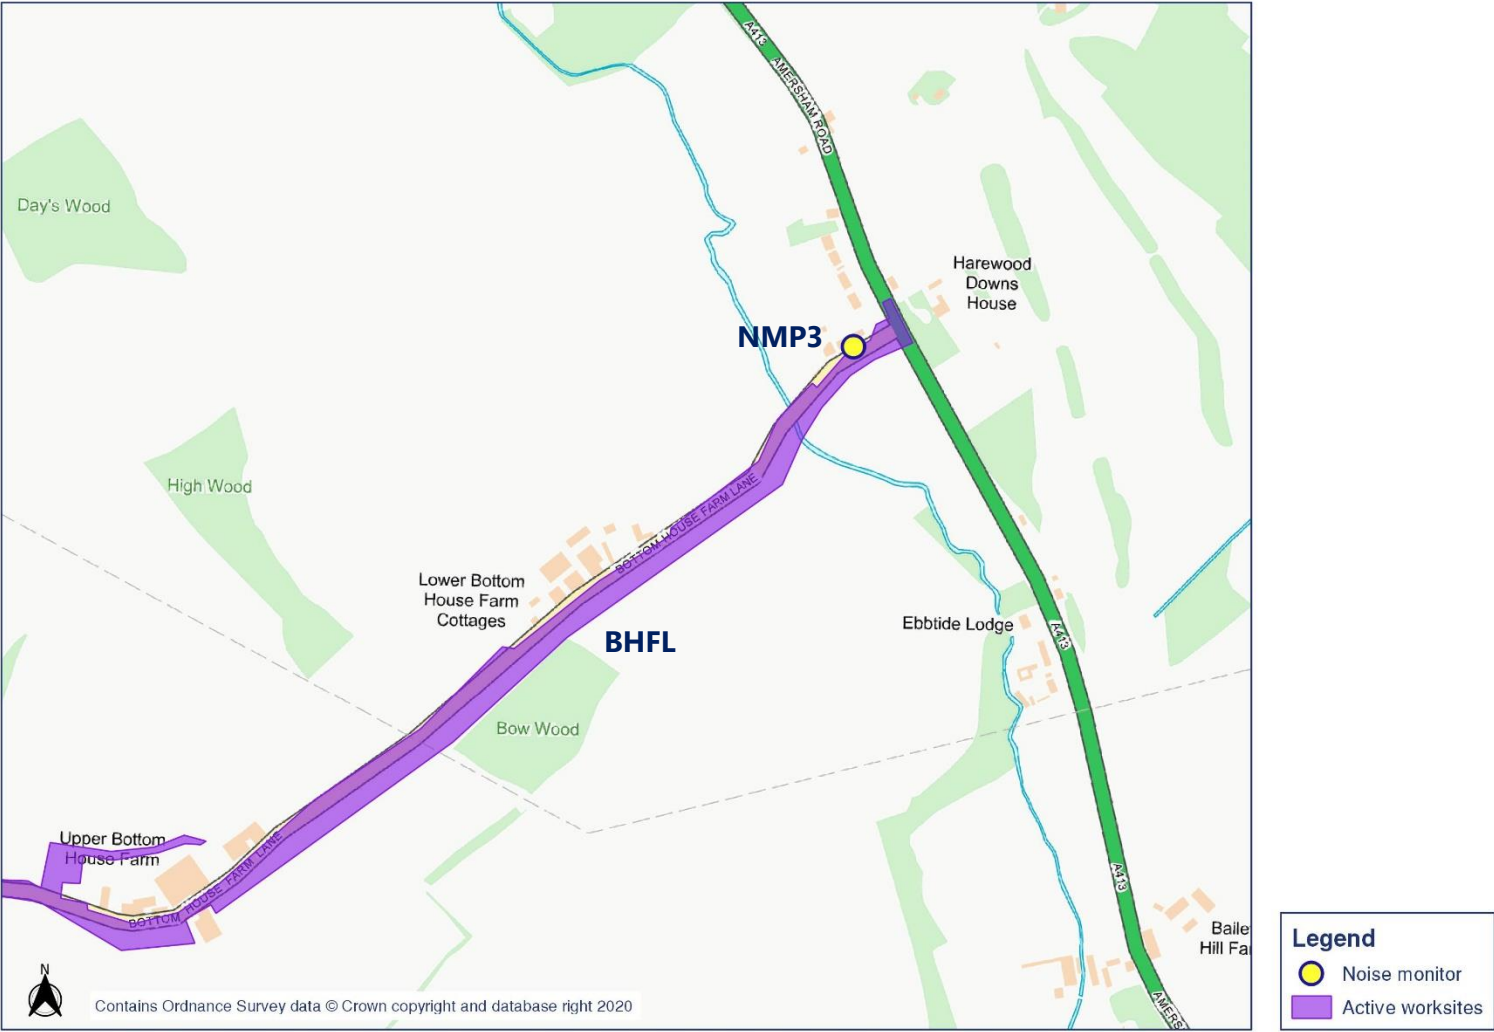 A413
AMERSHAM ROAD
Day's Wood
Harewood
Downs
House
NMP3
High Wood
BOTTOM HOUSE FARM LANE
Lower Bottom
House Farm
Cottages
BHFL
Ebbtide Lodge
A413
Bow Wood
Upper Bottom
House Farm
BOTTOM HOUSE FARM LANE
A413
Baile
Hill Fa
AMERS
N
Contains Ordnance Survey data © Crown copyright and database right 2020
Legend
Noise monitor
Active worksites